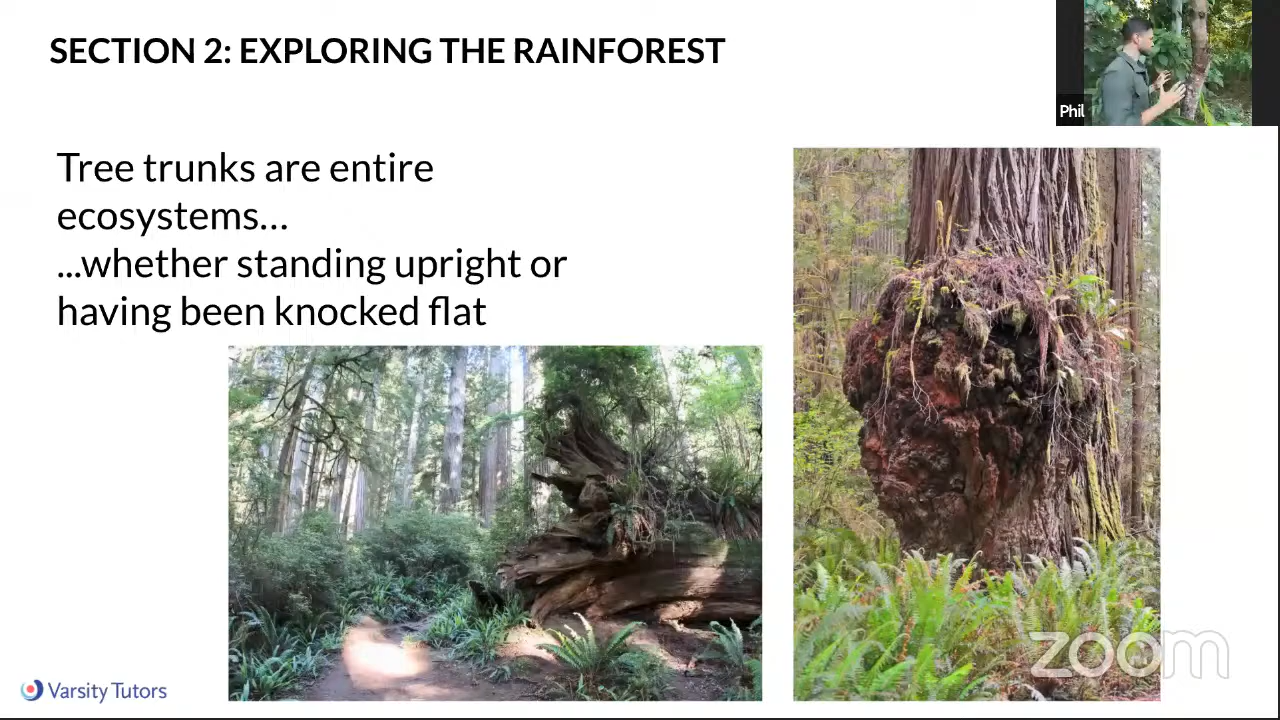 SECTION 2: EXPLORING THE RAINFOREST
Phil
Tree trunks are entire
ecosystems...
...whether standing upright or
having been knocked flat
zoom
Varsity Tutors